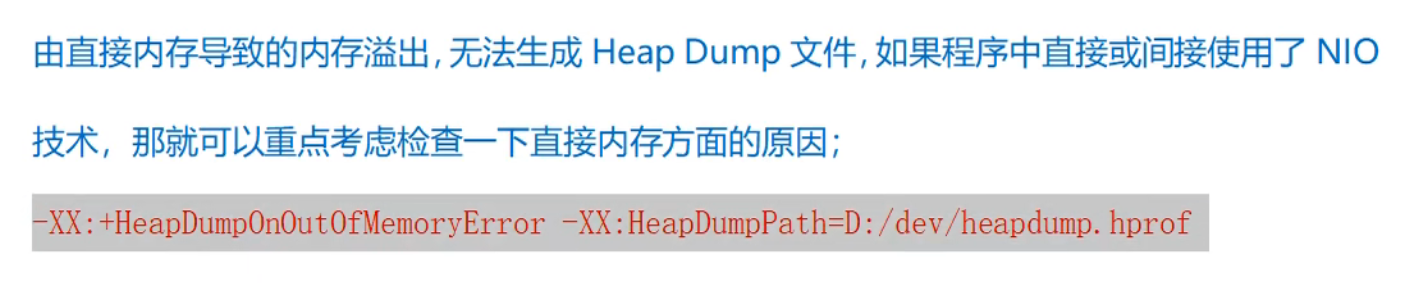 由直接内存导致的内存溢出，无法生成 Heap Dump 文件，如果程序中直接或间接使用了 NIO
技术，那就可以重点考虑检查一下直接内存方面的原因；
-XX:+HeapDumpOnOutOfMemoryError -XX:HeapDumpPath=D:/dev/heapdump.hprof